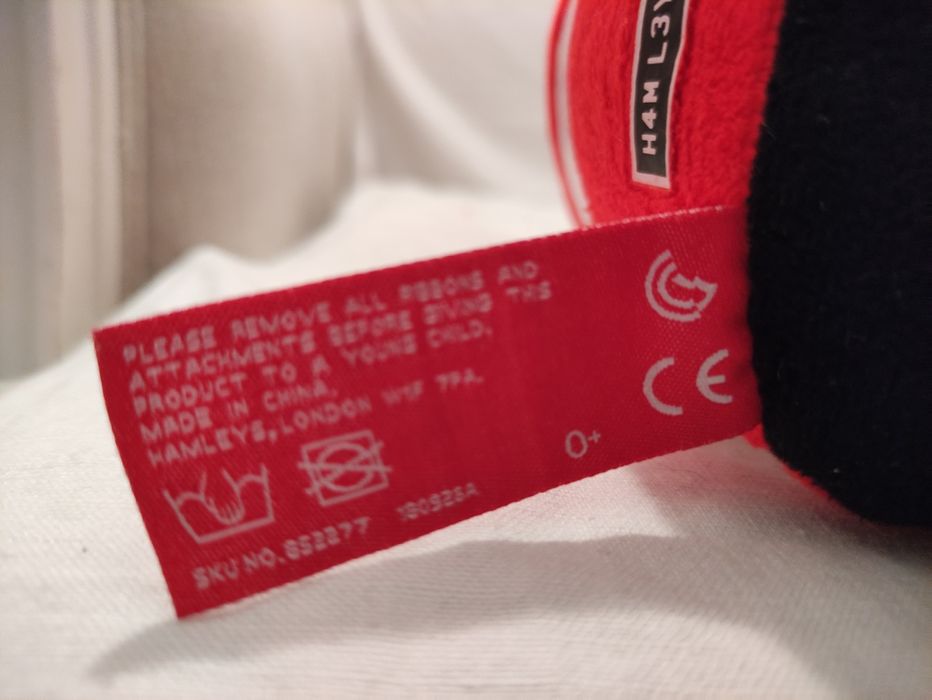 H4M L3Y
PLEASE REMOVE ALL RIBBONS AND
ATTACHMENTS BEFORE GIVING THIS
PRODUCT TO A YOUNG CHILD.
MADE IN CHINA.
HAMLEYS, LONDON W1F 7PA.
CE
0+
SKU NO. 852277